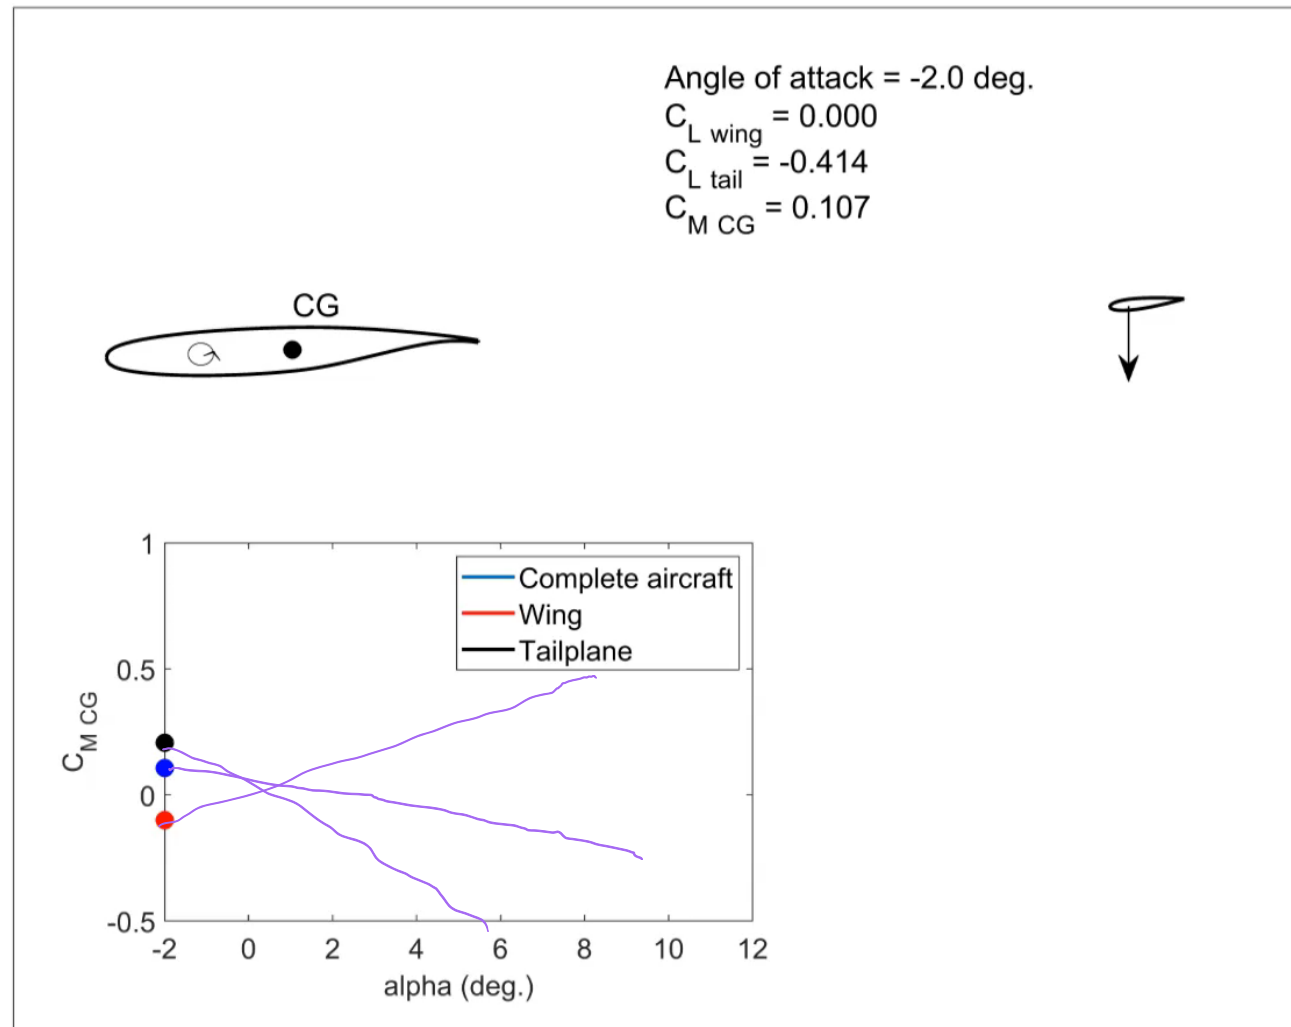 Angle of attack = -2.0 deg.
C_L wing = 0.000
C_L tail = -0.414
C_M CG = 0.107
CG
1
0.5
0
-0.5
C_M CG
Complete aircraft
Wing
Tailplane
-2 0 2 4 6 8 10 12
alpha (deg.)